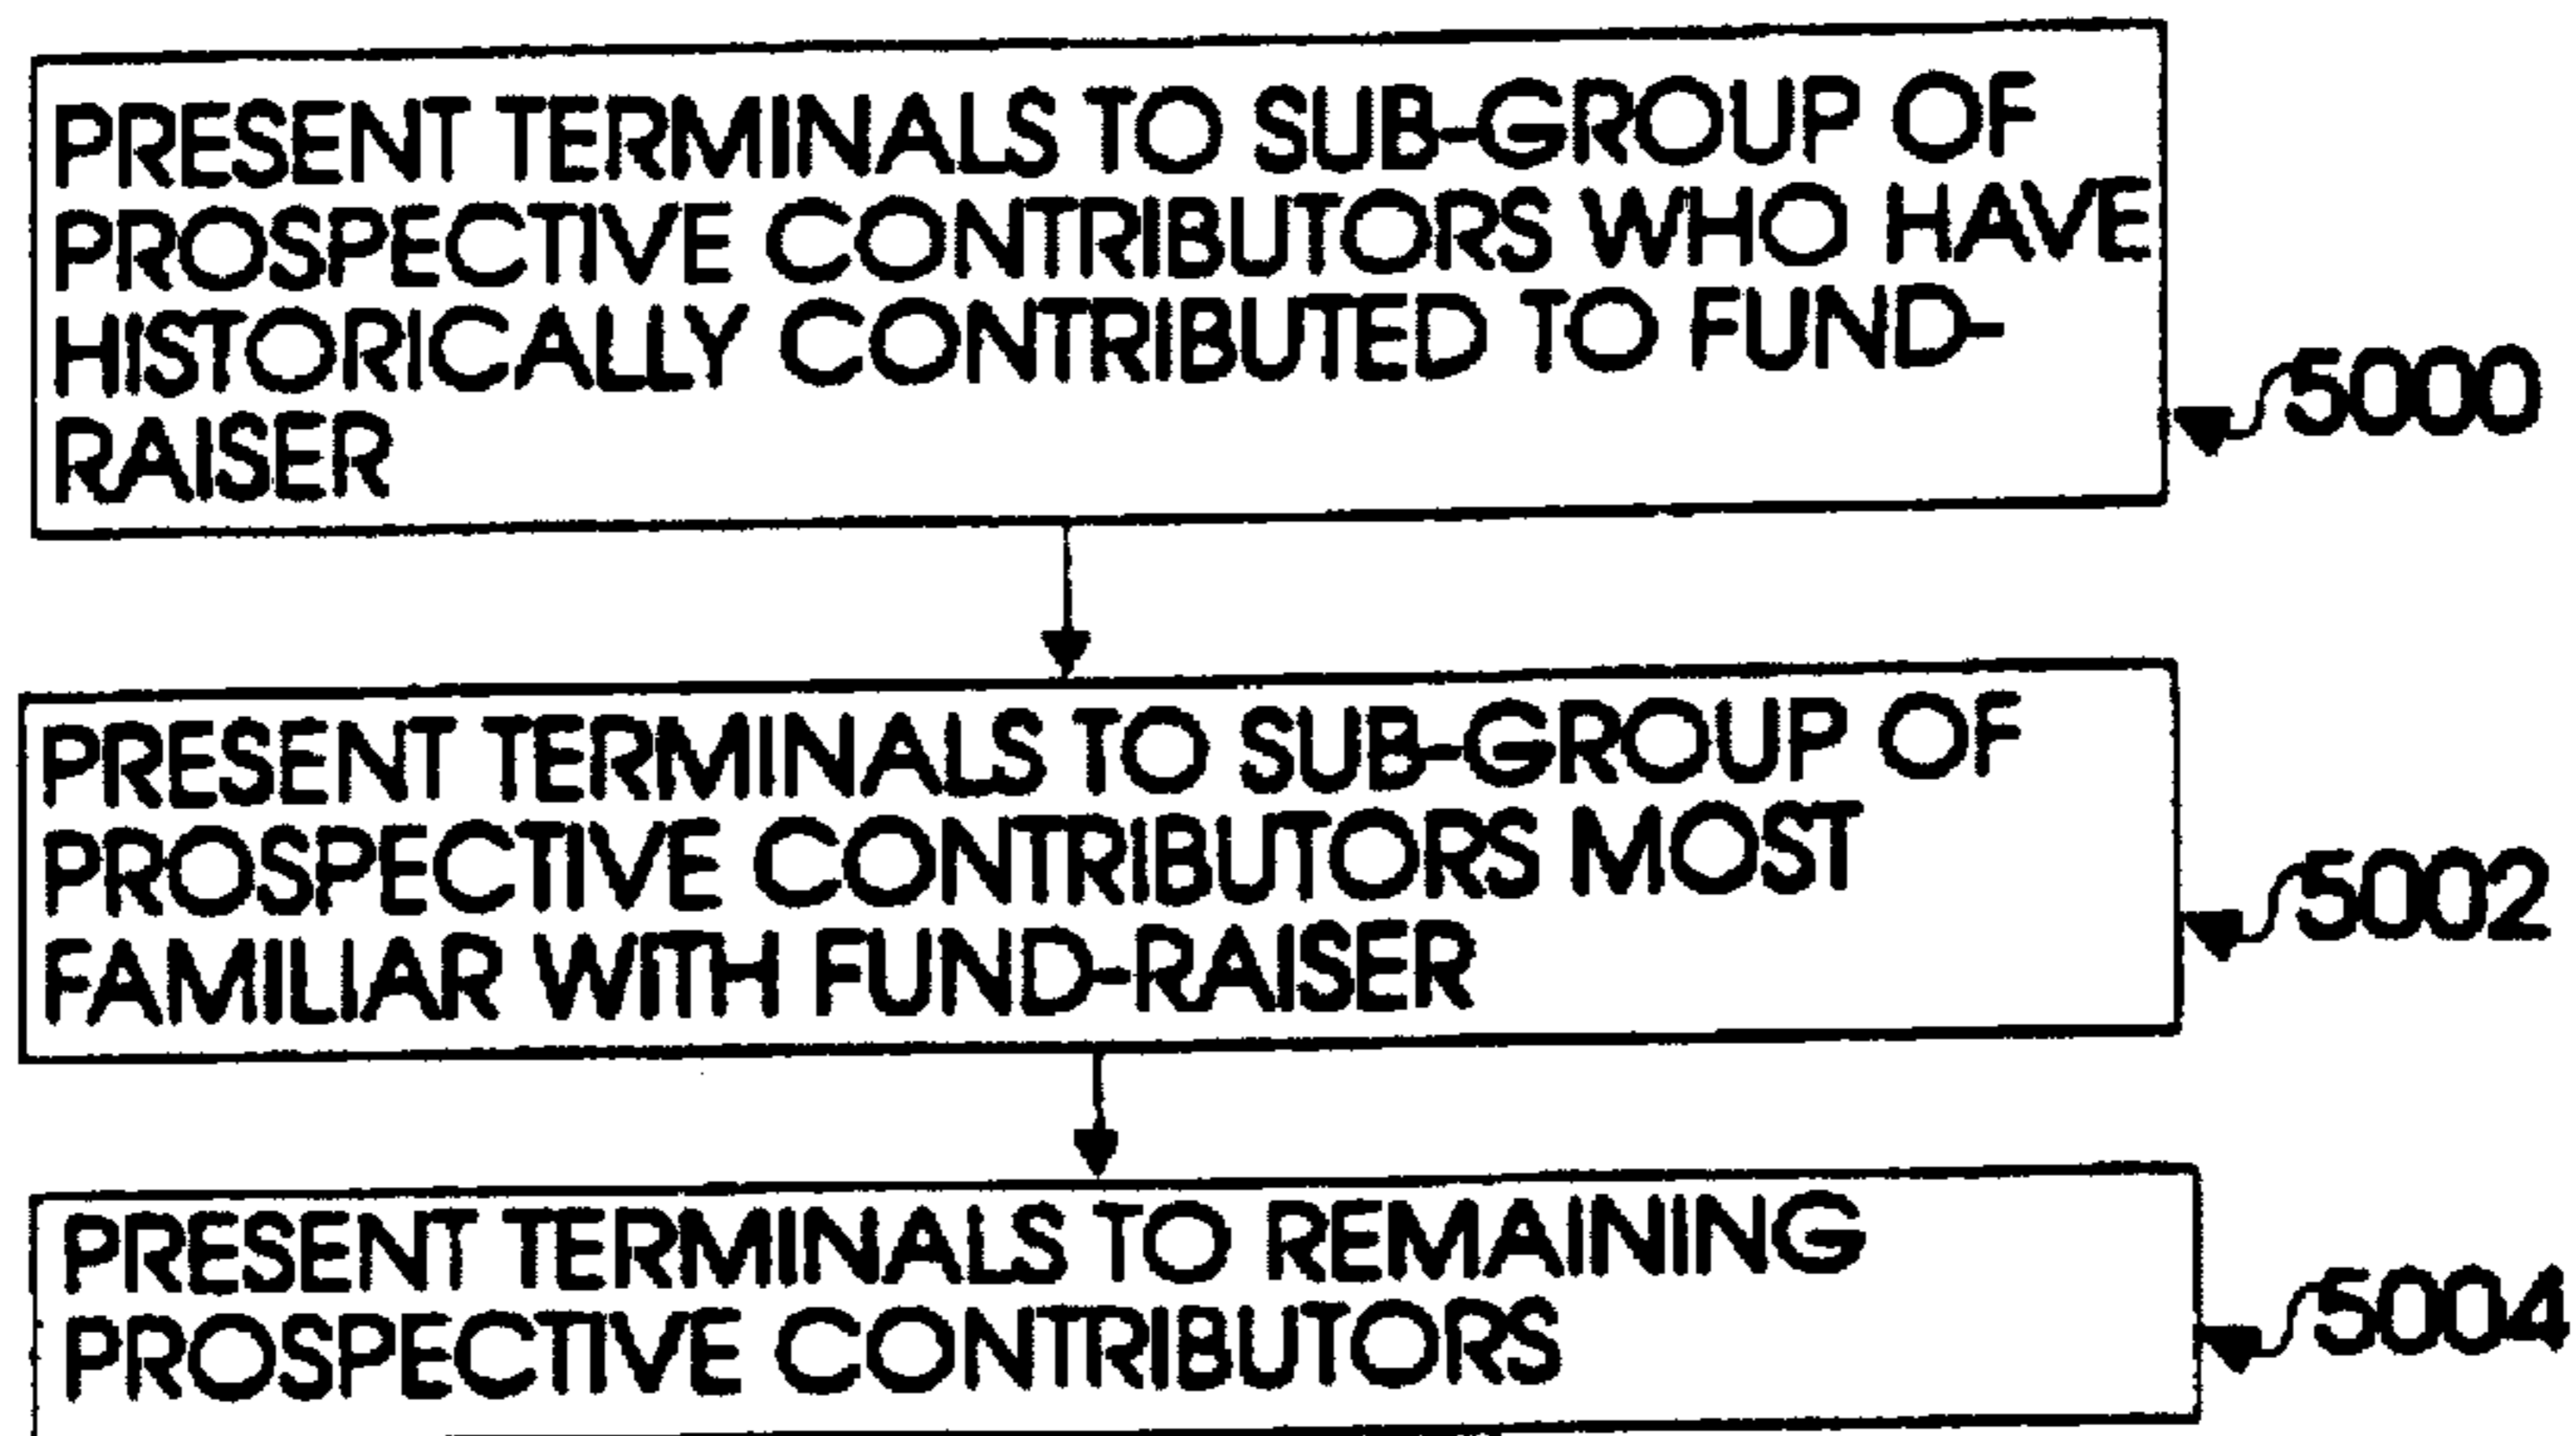 PRESENT TERMINALS TO SUB-GROUP OF
PROSPECTIVE CONTRIBUTORS WHO HAVE
HISTORICALLY CONTRIBUTED TO FUND-
RAISER
5000
PRESENT TERMINALS TO SUB-GROUP OF
PROSPECTIVE CONTRIBUTORS MOST
FAMILIAR WITH FUND-RAISER
5002
PRESENT TERMINALS TO REMAINING
PROSPECTIVE CONTRIBUTORS
5004